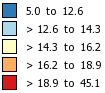 5.0 to 12.6
> 12.6 to 14.3
> 14.3 to 16.2
> 16.2 to 18.9
> 18.9 to 45.1